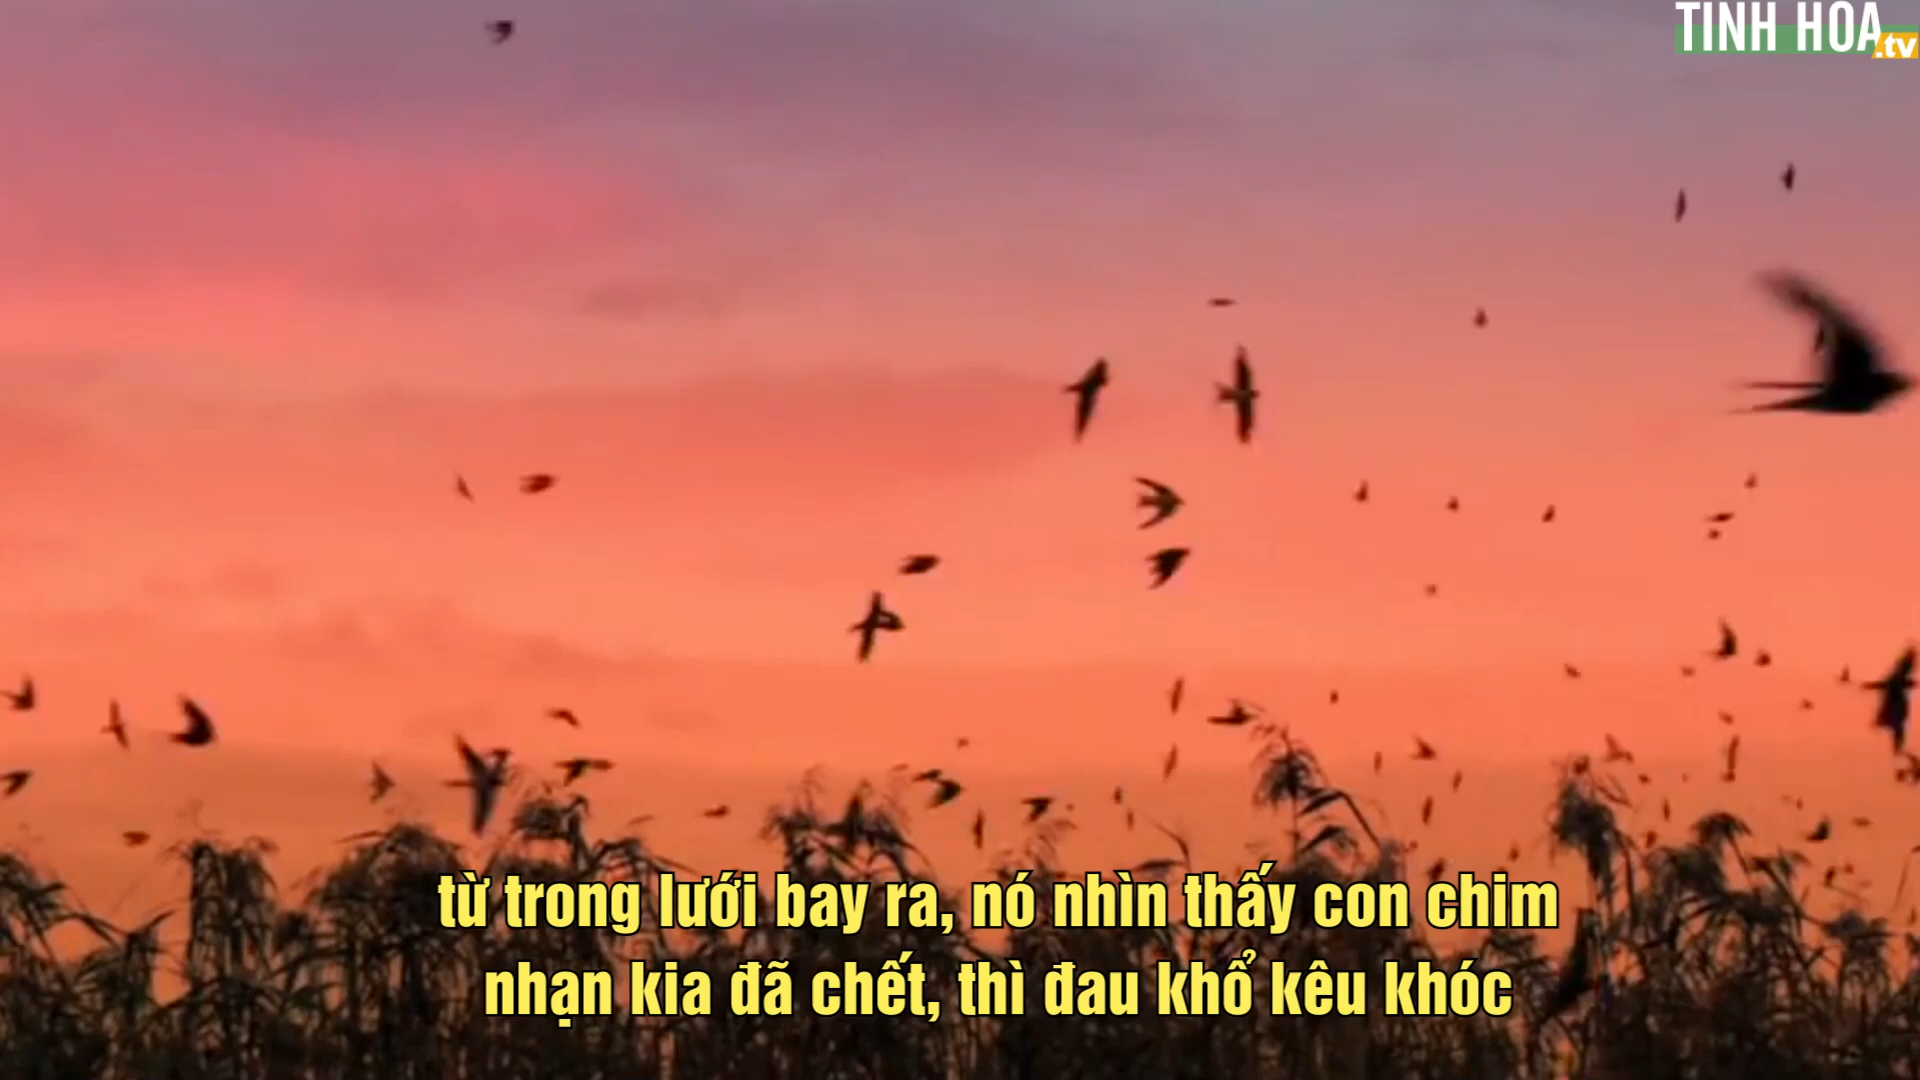 TINH HOA
.tv
từ trong lưới bay ra, nó nhìn thấy con chim
nhạn kia đã chết, thì đau khổ kêu khóc